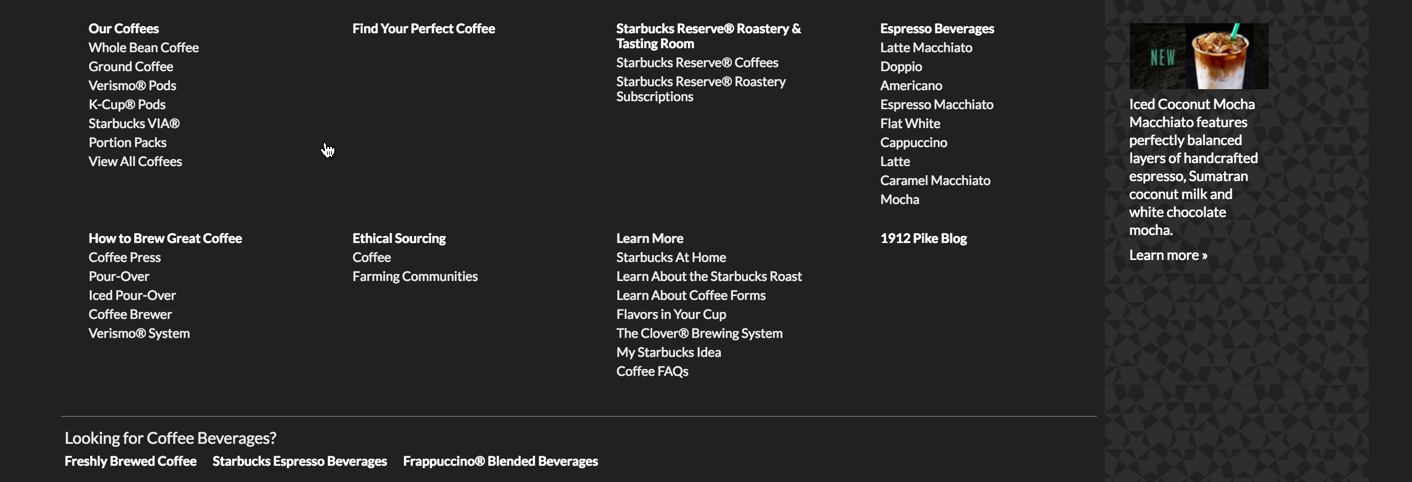 Our Coffees
Whole Bean Coffee
Ground Coffee
Verismo® Pods
K-Cup® Pods
Starbucks VIA®
Portion Packs
View All Coffees
Find Your Perfect Coffee
Starbucks Reserve® Roastery &
Tasting Room
Starbucks Reserve® Coffees
Starbucks Reserve® Roastery
Subscriptions
Espresso Beverages
Latte Macchiato
Doppio
Americano
Espresso Macchiato
Flat White
Cappuccino
Latte
Caramel Macchiato
Mocha
How to Brew Great Coffee
Coffee Press
Pour-Over
Iced Pour-Over
Coffee Brewer
Verismo® System
Ethical Sourcing
Coffee
Farming Communities
Learn More
Starbucks At Home
Learn About the Starbucks Roast
Learn About Coffee Forms
Flavors in Your Cup
The Clover® Brewing System
My Starbucks Idea
Coffee FAQs
1912 Pike Blog
NEW
Iced Coconut Mocha
Macchiato features
perfectly balanced
layers of handcrafted
espresso, Sumatran
coconut milk and
white chocolate
mocha.
Learn more »
Looking for Coffee Beverages?
Freshly Brewed Coffee Starbucks Espresso Beverages Frappuccino® Blended Beverages